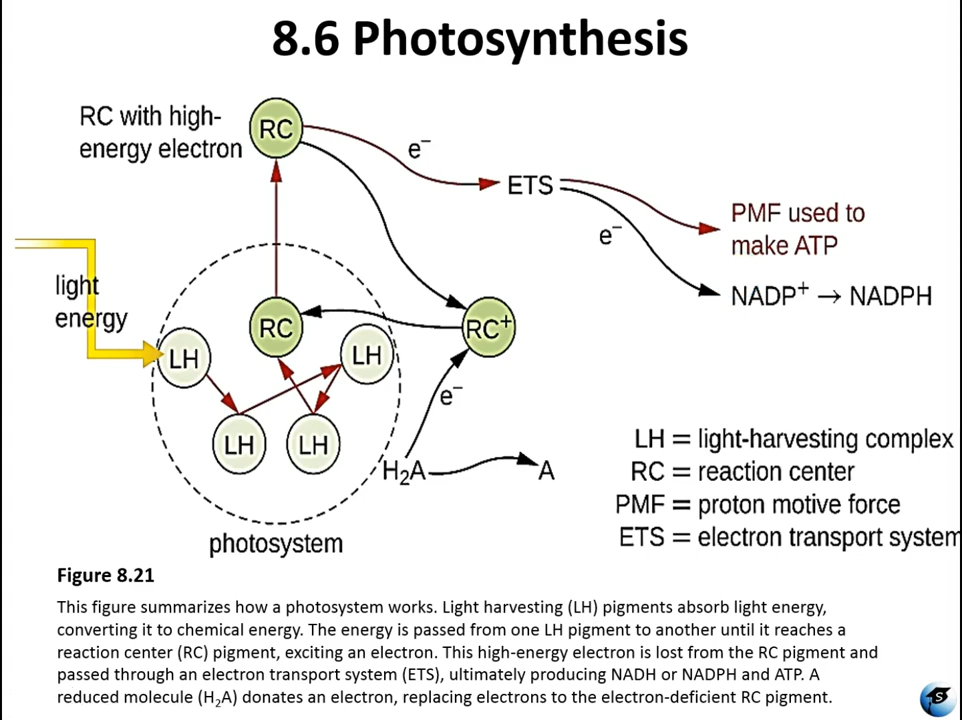 8.6 Photosynthesis
RC with high-
energy electron
RC
e⁻
ETS
PMF used to
make ATP
e⁻
NADP⁺ → NADPH
light
energy
RC
RC⁺
LH
LH
LH
LH
e⁻
H₂A
A
photosystem
LH = light-harvesting complex
RC = reaction center
PMF = proton motive force
ETS = electron transport system
Figure 8.21
This figure summarizes how a photosystem works. Light harvesting (LH) pigments absorb light energy,
converting it to chemical energy. The energy is passed from one LH pigment to another until it reaches a
reaction center (RC) pigment, exciting an electron. This high-energy electron is lost from the RC pigment and
passed through an electron transport system (ETS), ultimately producing NADH or NADPH and ATP. A
reduced molecule (H₂A) donates an electron, replacing electrons to the electron-deficient RC pigment.
S